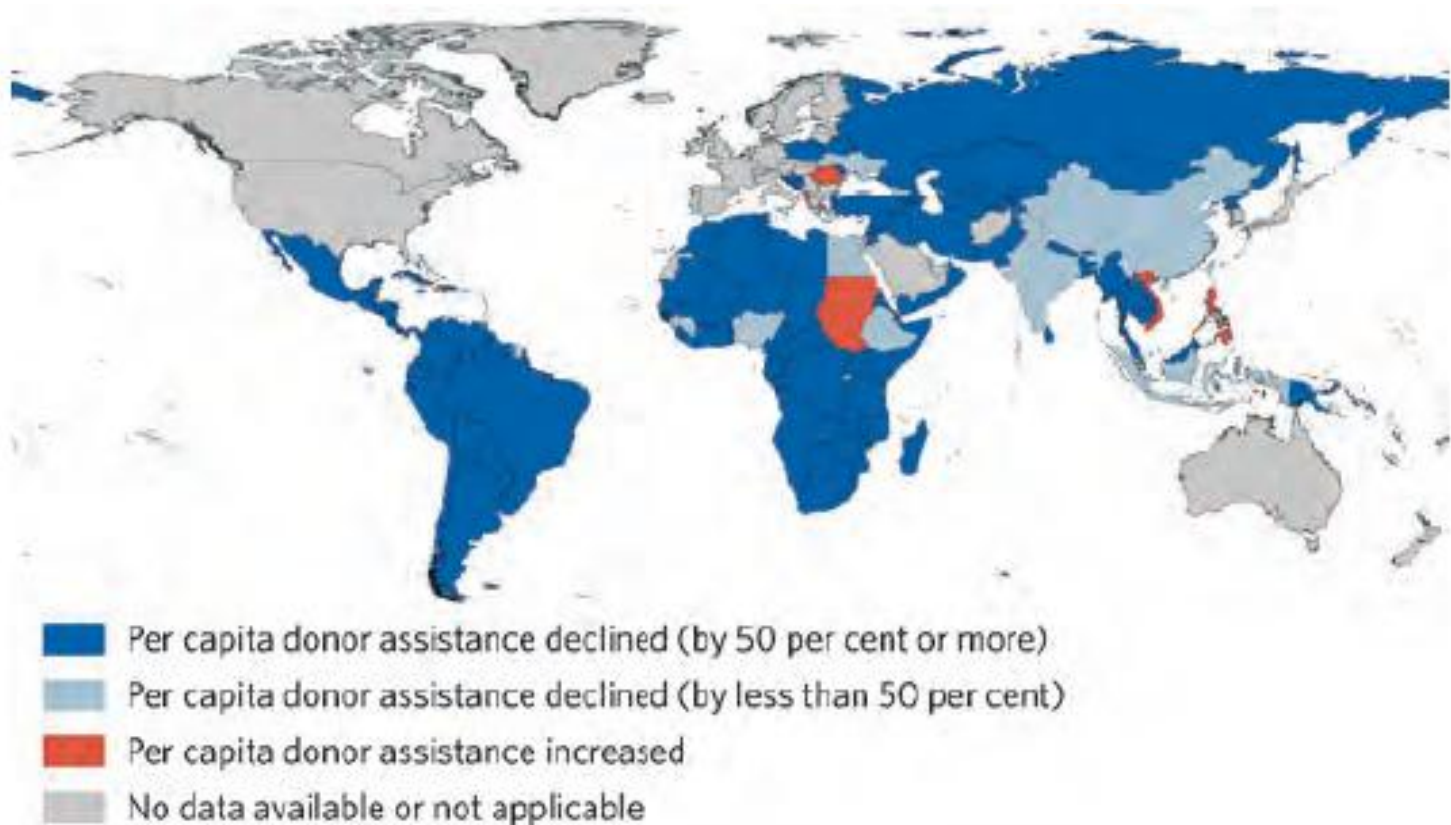 Per capita donor assistance declined (by 50 per cent or more)
Per capita donor assistance declined (by less than 50 per cent)
Per capita donor assistance increased
No data available or not applicable